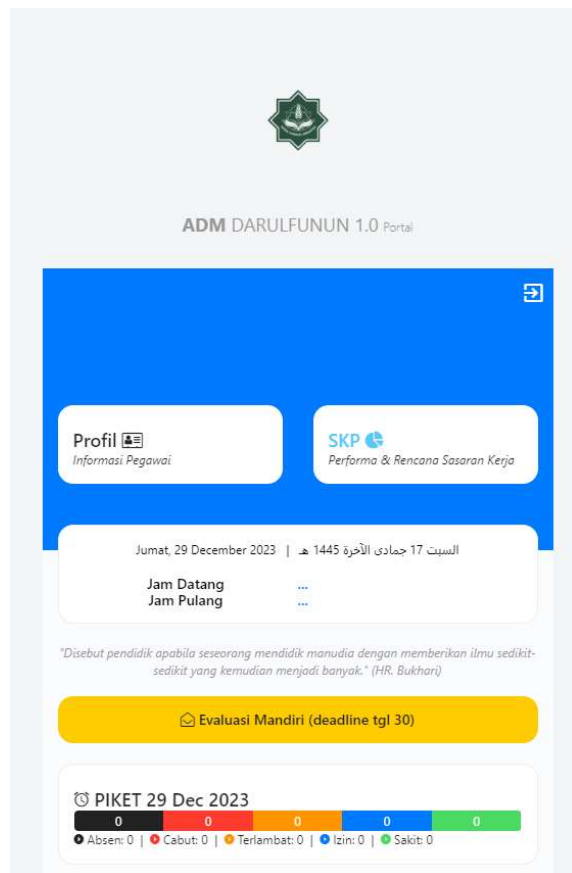 ADM DARULFUNUN 1.0 Portal
Profil
Informasi Pegawai
SKP
Performa & Rencana Sasaran Kerja
Jumat, 29 December 2023 | السبت 17 جمادى الآخرة 1445 هـ
Jam Datang ...
Jam Pulang ...
"Disebut pendidik apabila seseorang mendidik manudia dengan memberikan ilmu sedikit-
sedikit yang kemudian menjadi banyak." (HR. Bukhari)
Evaluasi Mandiri (deadline tgl 30)
PIKET 29 Dec 2023
0 0 0 0 0
Absen: 0 | Cabut: 0 | Terlambat: 0 | Izin: 0 | Sakit: 0